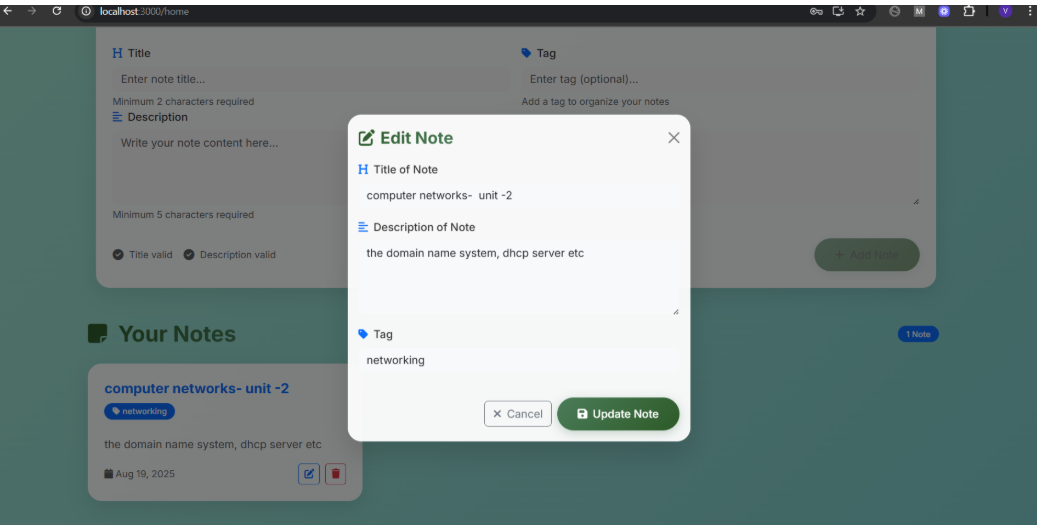 localhost:3000/home
M
V
Title
Tag
Enter note title...
Enter tag (optional)...
Minimum 2 characters required
Add a tag to organize your notes
Description
Write your note content here...
Minimum 5 characters required
Title valid
Description valid
+ Add Note
Edit Note
Title of Note
computer networks-  unit -2
Description of Note
the domain name system, dhcp server etc
Tag
networking
Cancel
Update Note
Your Notes
1 Note
computer networks- unit -2
networking
the domain name system, dhcp server etc
Aug 19, 2025